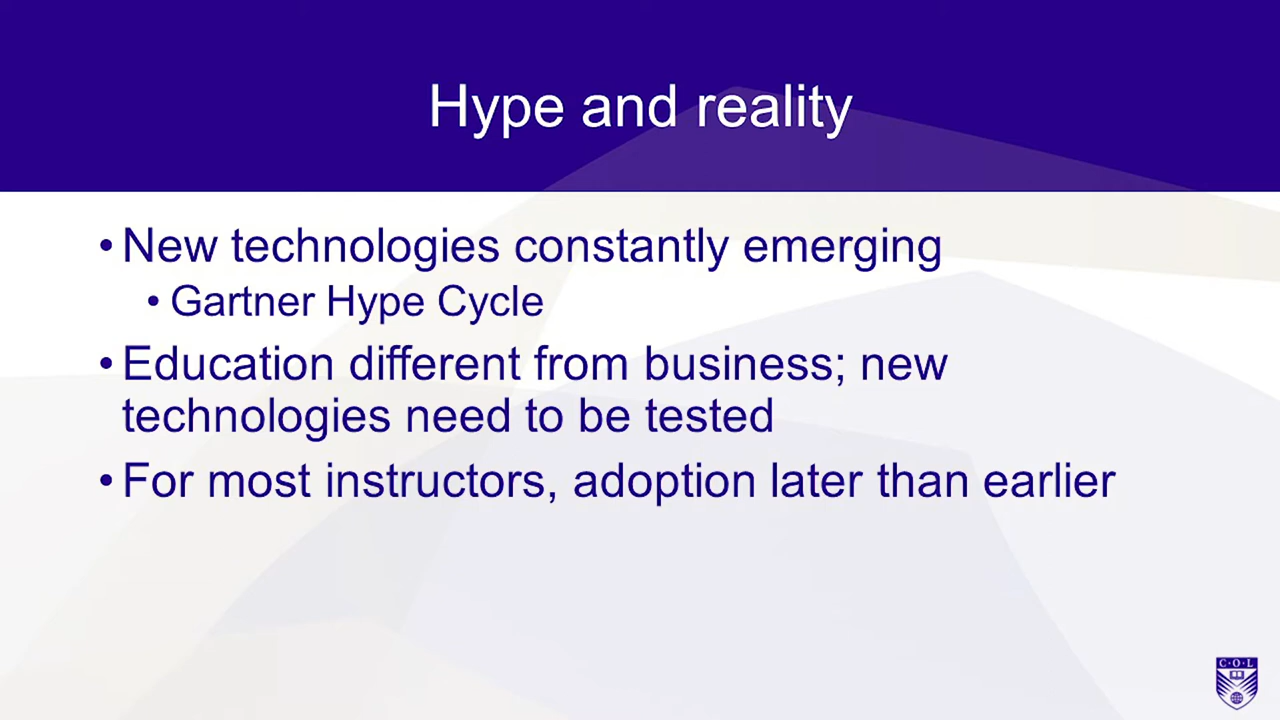 Hype and reality
• New technologies constantly emerging
• Gartner Hype Cycle
• Education different from business; new
technologies need to be tested
• For most instructors, adoption later than earlier
C·O·L